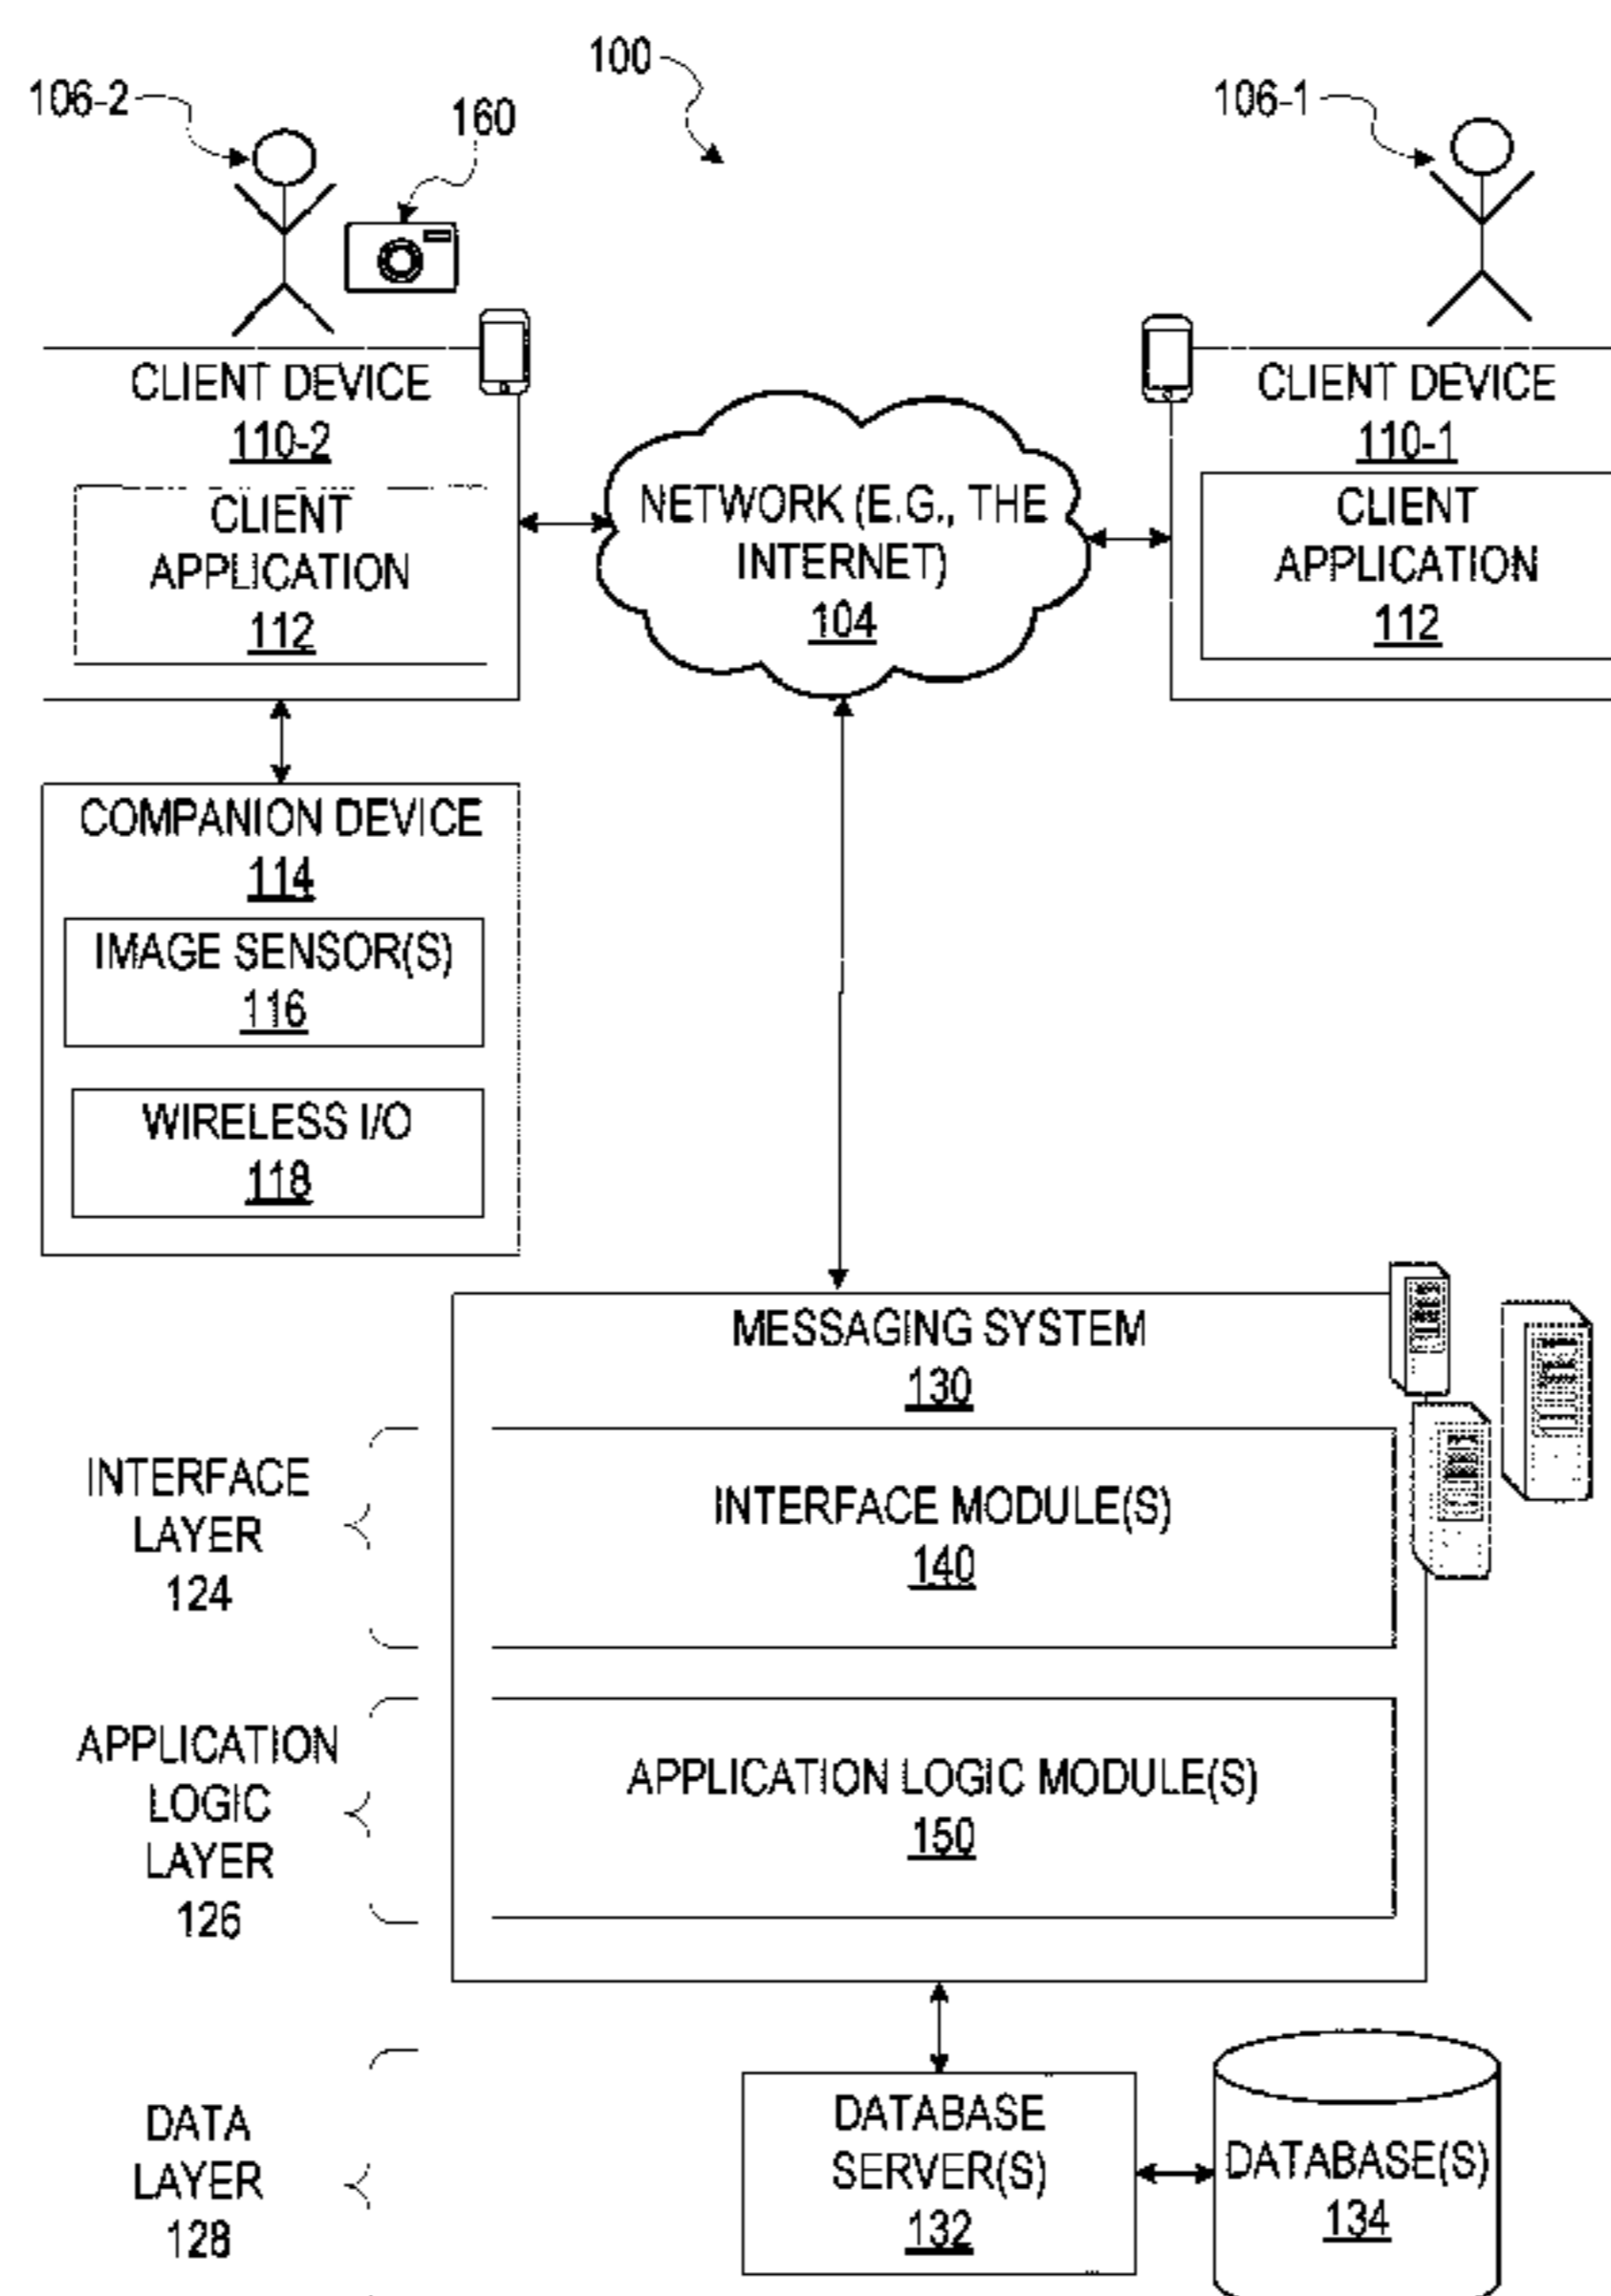 100
106-2
160
106-1
CLIENT DEVICE
110-2
CLIENT
APPLICATION
112
NETWORK (E.G., THE
INTERNET)
104
CLIENT DEVICE
110-1
CLIENT
APPLICATION
112
COMPANION DEVICE
114
IMAGE SENSOR(S)
116
WIRELESS I/O
118
MESSAGING SYSTEM
130
INTERFACE
LAYER
124
INTERFACE MODULE(S)
140
APPLICATION
LOGIC
LAYER
126
APPLICATION LOGIC MODULE(S)
150
DATA
LAYER
128
DATABASE
SERVER(S)
132
DATABASE(S)
134